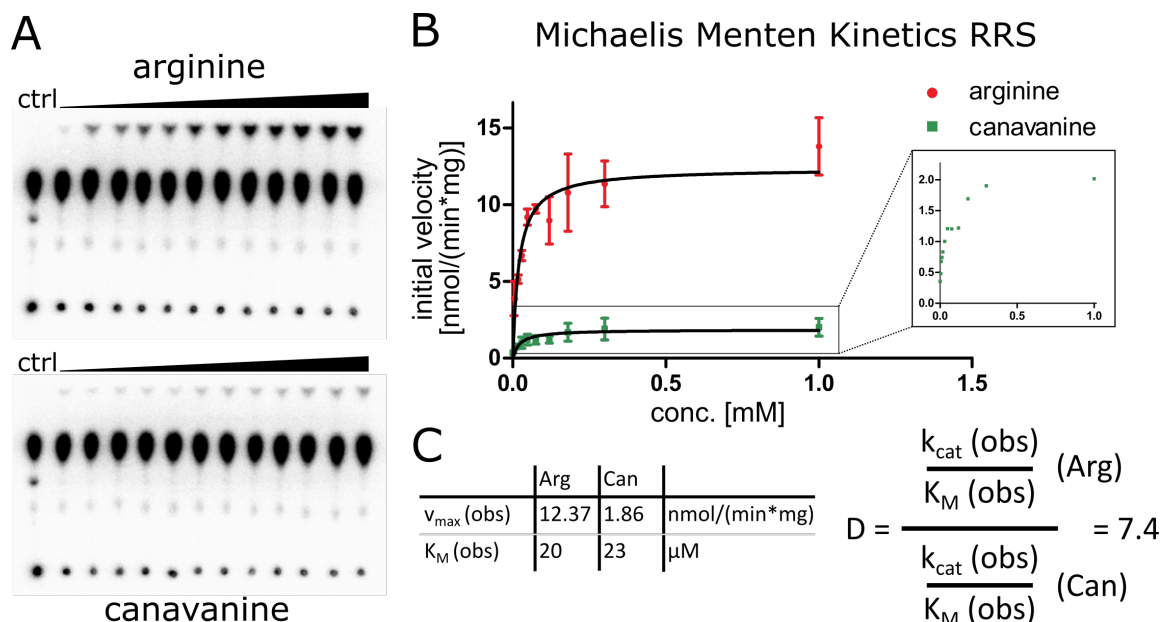 A
arginine
ctrl
ctrl
canavanine
B
Michaelis Menten Kinetics RRS
arginine
canavanine
initial velocity
[nmol/(min*mg)]
15
10
5
0
0.0 0.5 1.0 1.5
conc. [mM]
2.0
1.5
1.0
0.5
0.0
0.0 0.5 1.0
C
Arg Can
vmax (obs) 12.37 1.86 nmol/(min*mg)
KM (obs) 20 23 µM
kcat (obs)
KM (obs)
(Arg)
D = = 7.4
kcat (obs)
KM (obs)
(Can)